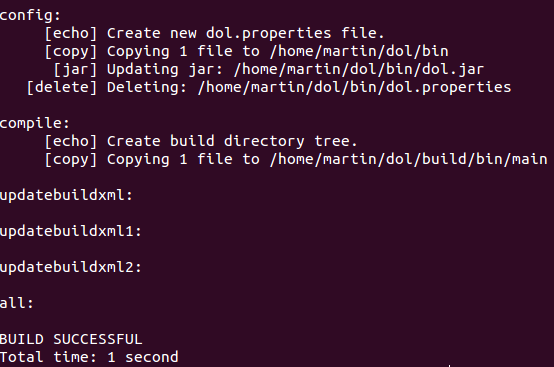 config:
[echo] Create new dol.properties file.
[copy] Copying 1 file to /home/martin/dol/bin
[jar] Updating jar: /home/martin/dol/bin/dol.jar
[delete] Deleting: /home/martin/dol/bin/dol.properties
compile:
[echo] Create build directory tree.
[copy] Copying 1 file to /home/martin/dol/build/bin/main
updatebuildxml:
updatebuildxml1:
updatebuildxml2:
all:
BUILD SUCCESSFUL
Total time: 1 second